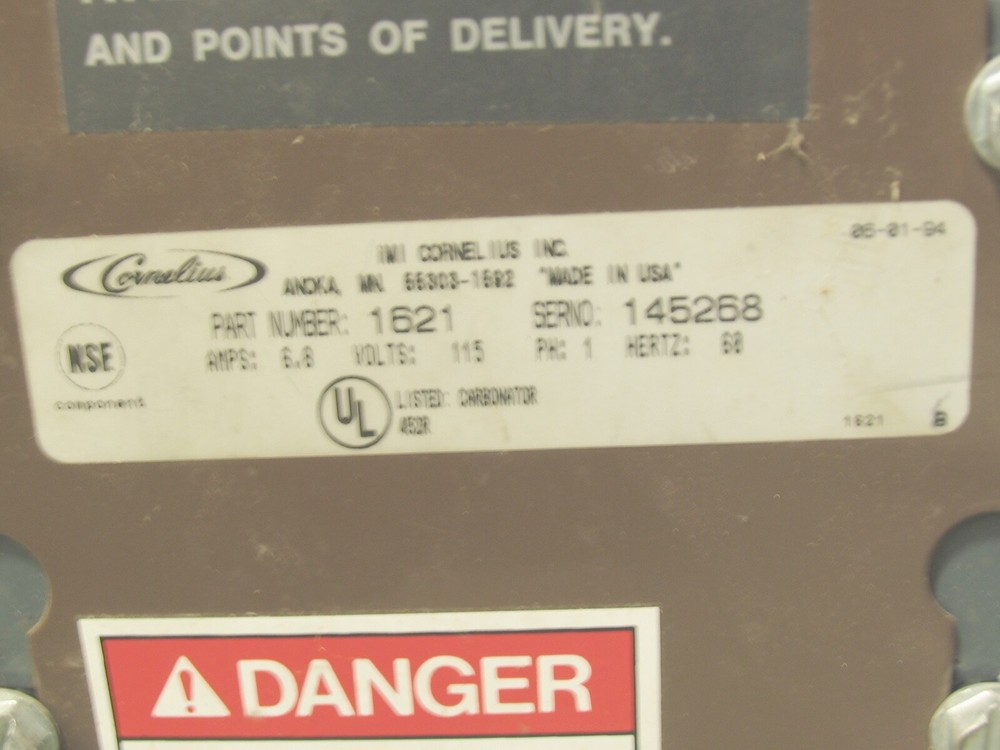 AND POINTS OF DELIVERY.
05-01-94
Cornelius
IMI CORNELIUS INC.
ANOKA, MN. 55303-1592 "MADE IN USA"
PART NUMBER: 1621 SERNO: 145268
AMPS: 6.8 VOLTS: 115 PH: 1 HERTZ: 60
NSF
component
UL
LISTED: CARBONATOR
452R
1621 B
DANGER